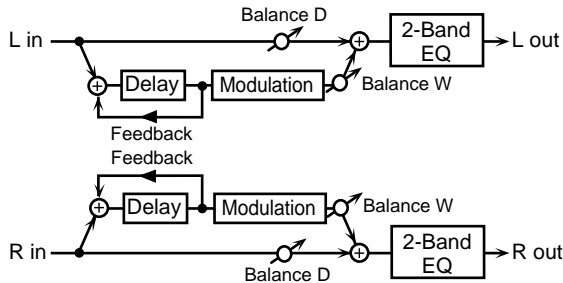 Balance D
L in
2-Band
EQ
L out
Delay
Modulation
Balance W
Feedback
Feedback
Delay
Modulation
Balance W
R in
2-Band
EQ
R out
Balance D